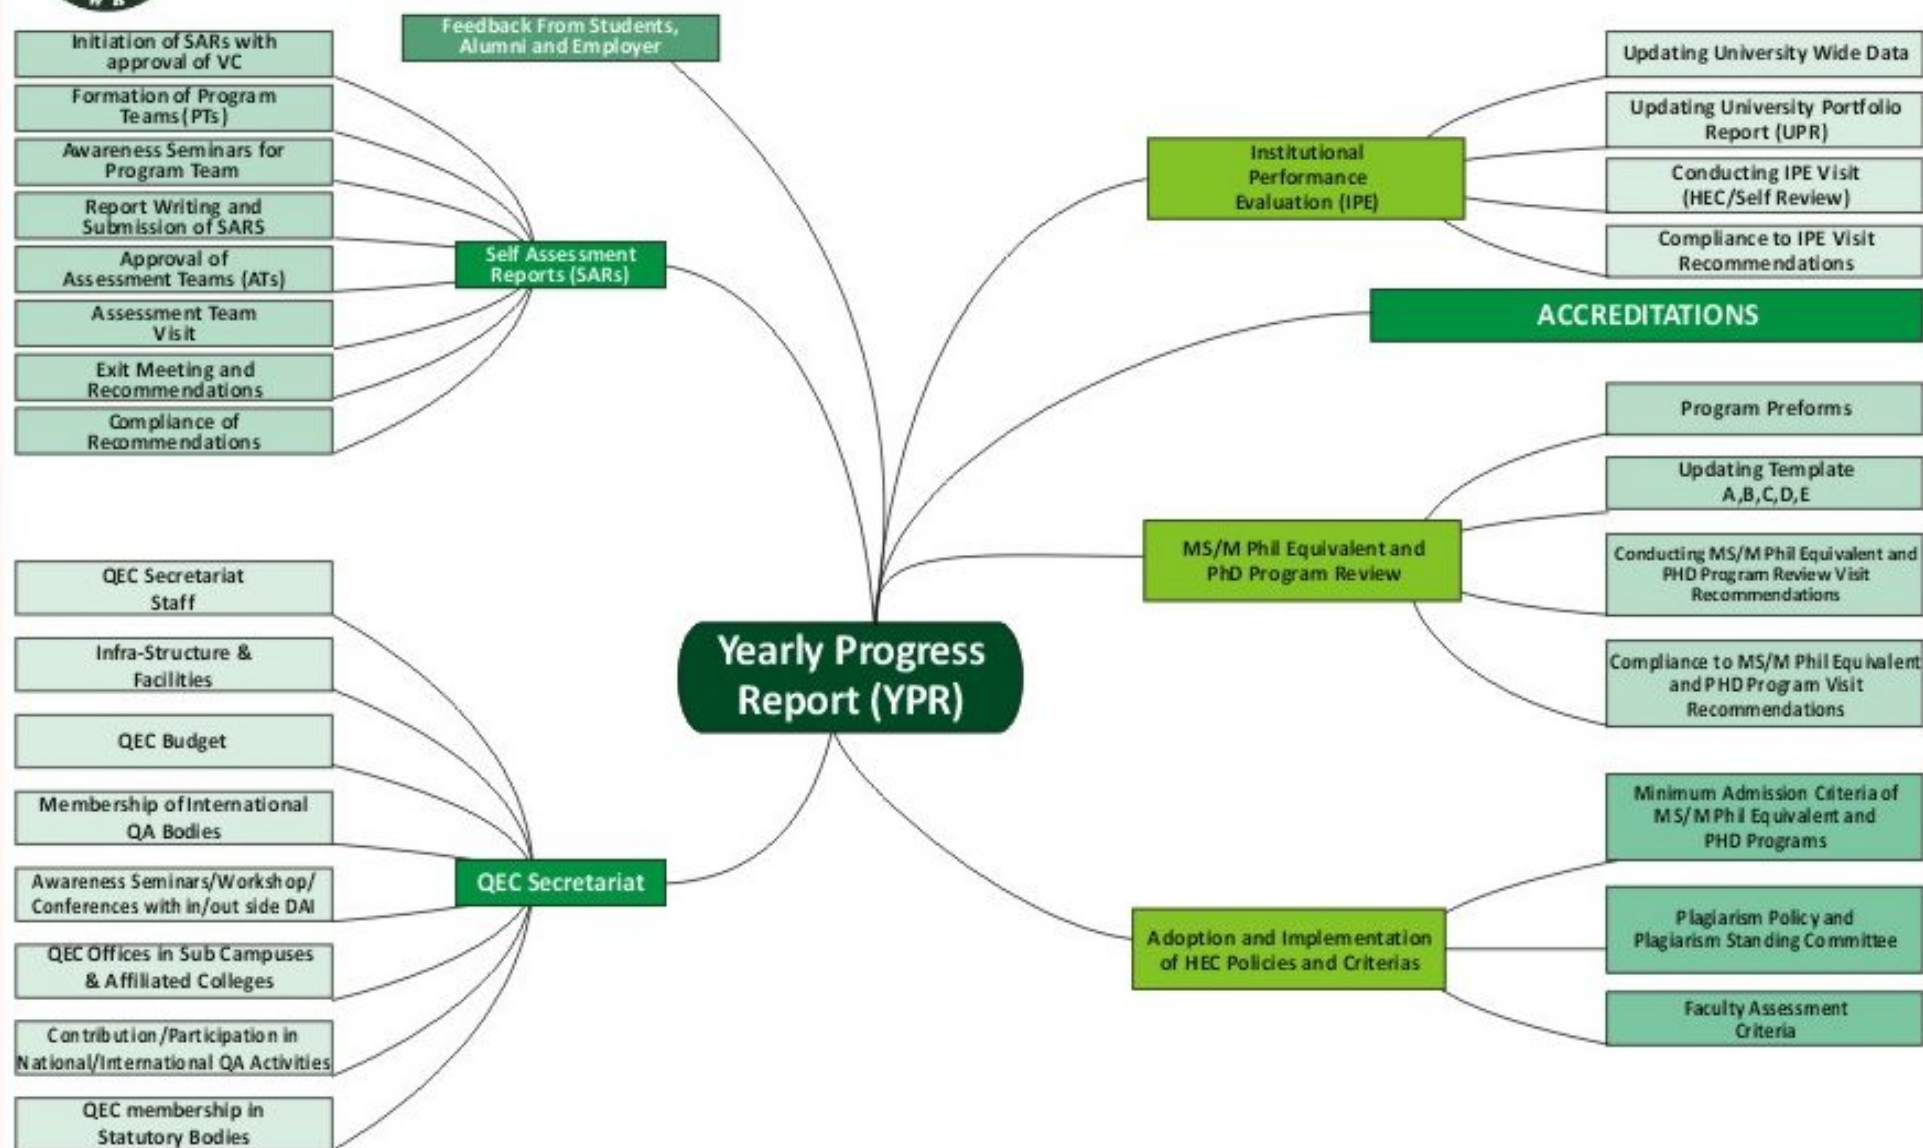 W B
Feedback From Students,
Alumni and Employer
Initiation of SARs with
approval of VC
Formation of Program
Teams(PTs)
Awareness Seminars for
Program Team
Report Writing and
Submission of SARS
Approval of
Assessment Teams (ATs)
Assessment Team
Visit
Exit Meeting and
Recommendations
Compliance of
Recommendations
Self Assessment
Reports (SARs)
Updating University Wide Data
Updating University Portfolio
Report (UPR)
Conducting IPE Visit
(HEC/Self Review)
Compliance to IPE Visit
Recommendations
Institutional
Performance
Evaluation (IPE)
ACCREDITATIONS
Program Preforms
Updating Template
A,B,C,D,E
Conducting MS/M Phil Equivalent and
PHD Program Review Visit
Recommendations
Compliance to MS/M Phil Equivalent
and PHD Program Visit
Recommendations
MS/M Phil Equivalent and
PhD Program Review
Yearly Progress
Report (YPR)
QEC Secretariat
Staff
Infra-Structure &
Facilities
QEC Budget
Membership of International
QA Bodies
Awareness Seminars/Workshop/
Conferences with in/out side DAI
QEC Offices in Sub Campuses
& Affiliated Colleges
Contribution/Participation in
National/International QA Activities
QEC membership in
Statutory Bodies
QEC Secretariat
Adoption and Implementation
of HEC Policies and Criterias
Minimum Admission Criteria of
MS/MPhil Equivalent and
PHD Programs
Plagiarism Policy and
Plagiarism Standing Committee
Faculty Assessment
Criteria